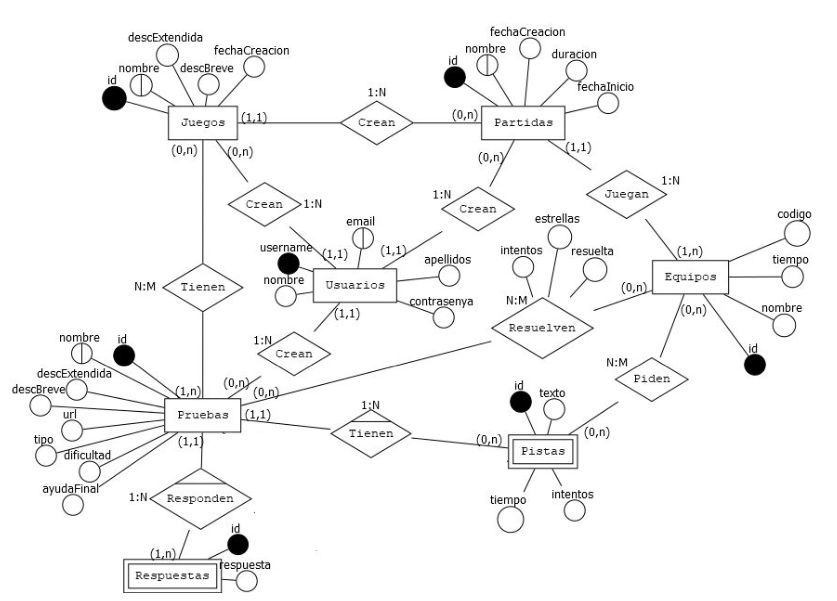 descExtendida
nombre
descBreve
fechaCreacion
id
Juegos
(1,1)
1:N
Crean
(0,n)
fechaCreacion
nombre
id
duracion
fechaInicio
Partidas
(0,n)
(0,n)
(0,n)
(1,1)
Crean
1:N
1:N
Crean
Juegan
1:N
email
username
nombre
(1,1)
(1,1)
Usuarios
apellidos
contrasenya
(1,1)
estrellas
intentos
resuelta
N:M
Resuelven
(0,n)
(1,n)
Equipos
codigo
tiempo
nombre
id
(0,n)
N:M
Tienen
1:N
Crean
(0,n)
(0,n)
N:M
Piden
(0,n)
nombre
id
descExtendida
descBreve
url
tipo
dificultad
ayudaFinal
(1,n)
Pruebas
(1,1)
(1,1)
1:N
Tienen
(0,n)
id
texto
Pistas
tiempo
intentos
1:N
Responden
(1,n)
id
respuesta
Respuestas